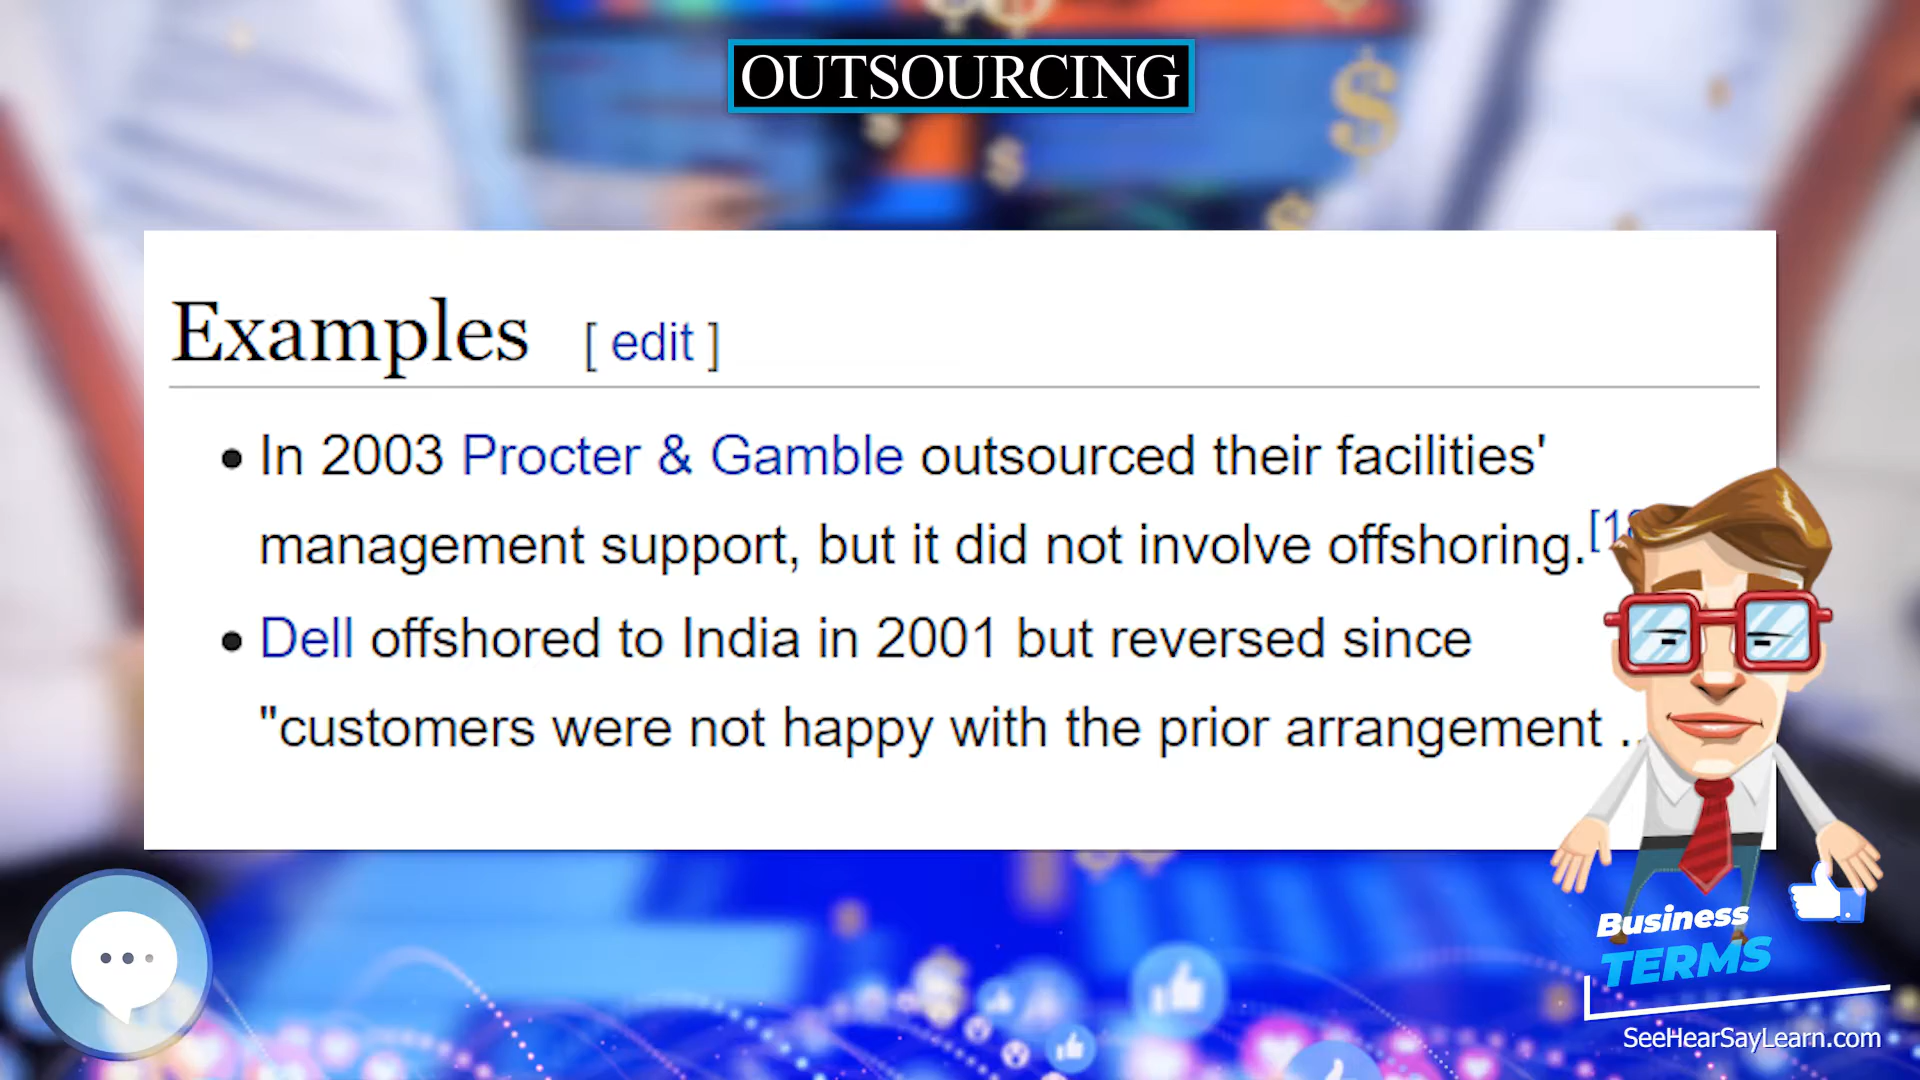 OUTSOURCING
Examples [ edit ]
• In 2003 Procter & Gamble outsourced their facilities'
management support, but it did not involve offshoring.
• Dell offshored to India in 2001 but reversed since
"customers were not happy with the prior arrangement ..
Business
TERMS
SeeHearSayLearn.com